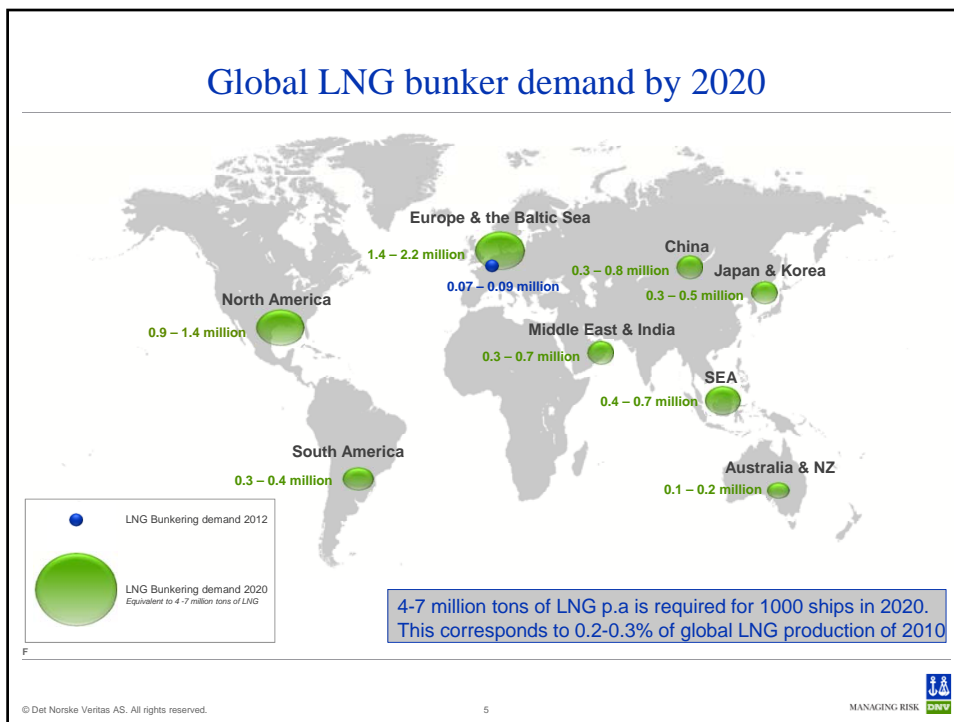 Global LNG bunker demand by 2020
Europe & the Baltic Sea
1.4 – 2.2 million
0.07 – 0.09 million
China
0.3 – 0.8 million
Japan & Korea
0.3 – 0.5 million
North America
0.9 – 1.4 million
Middle East & India
0.3 – 0.7 million
SEA
0.4 – 0.7 million
South America
0.3 – 0.4 million
Australia & NZ
0.1 – 0.2 million
LNG Bunkering demand 2012
LNG Bunkering demand 2020
Equivalent to 4 -7 million tons of LNG
4-7 million tons of LNG p.a is required for 1000 ships in 2020.
This corresponds to 0.2-0.3% of global LNG production of 2010
F
© Det Norske Veritas AS. All rights reserved.
5
MANAGING RISK
DNV